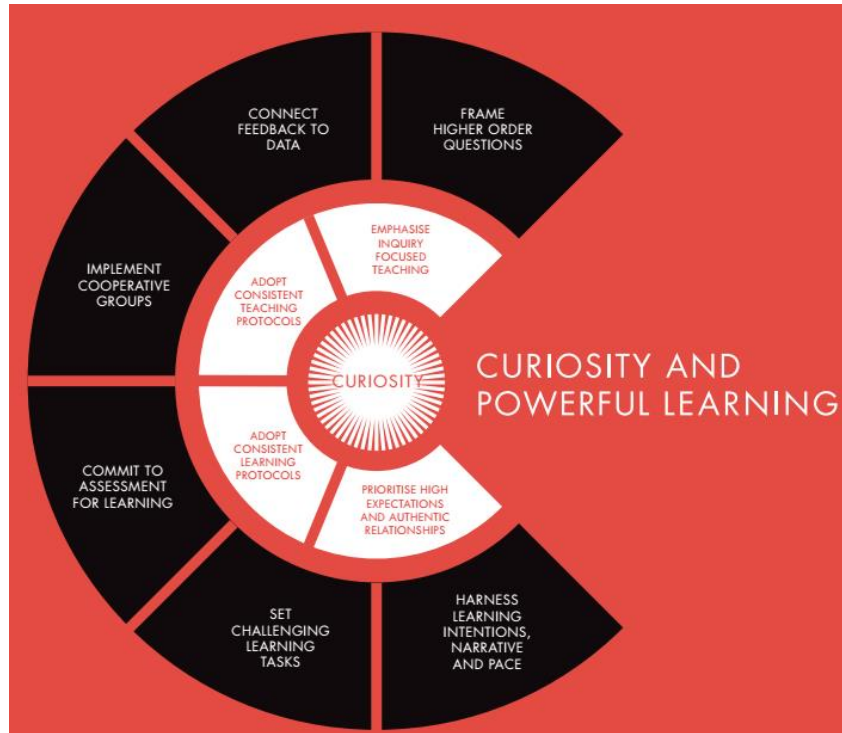 CONNECT
FEEDBACK TO
DATA
FRAME
HIGHER ORDER
QUESTIONS
IMPLEMENT
COOPERATIVE
GROUPS
ADOPT
CONSISTENT
TEACHING
PROTOCOLS
EMPHASISE
INQUIRY
FOCUSED
TEACHING
CURIOSITY
CURIOSITY AND
POWERFUL LEARNING
ADOPT
CONSISTENT
LEARNING
PROTOCOLS
PRIORITISE HIGH
EXPECTATIONS
AND AUTHENTIC
RELATIONSHIPS
COMMIT TO
ASSESSMENT
FOR LEARNING
SET
CHALLENGING
LEARNING
TASKS
HARNESS
LEARNING
INTENTIONS,
NARRATIVE
AND PACE